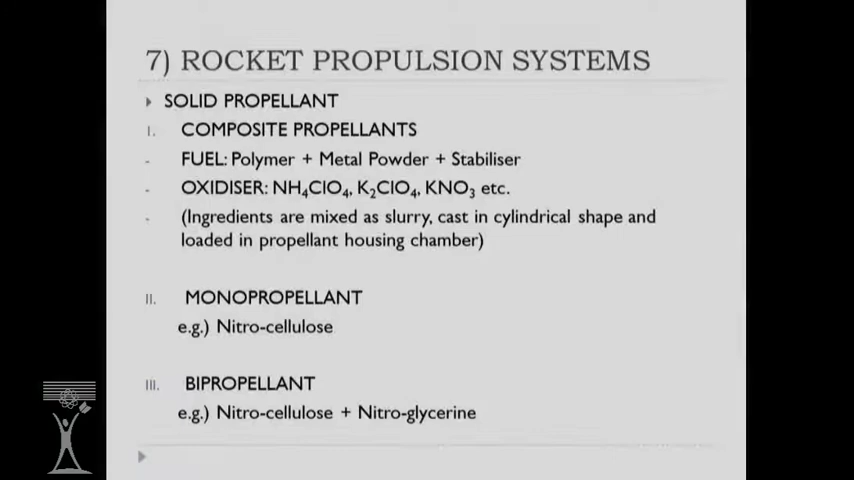 7) ROCKET PROPULSION SYSTEMS
SOLID PROPELLANT
I. COMPOSITE PROPELLANTS
- FUEL: Polymer + Metal Powder + Stabiliser
- OXIDISER: NH₄ClO₄, K₂ClO₄, KNO₃ etc.
- (Ingredients are mixed as slurry, cast in cylindrical shape and
loaded in propellant housing chamber)
II. MONOPROPELLANT
e.g.) Nitro-cellulose
III. BIPROPELLANT
e.g.) Nitro-cellulose + Nitro-glycerine